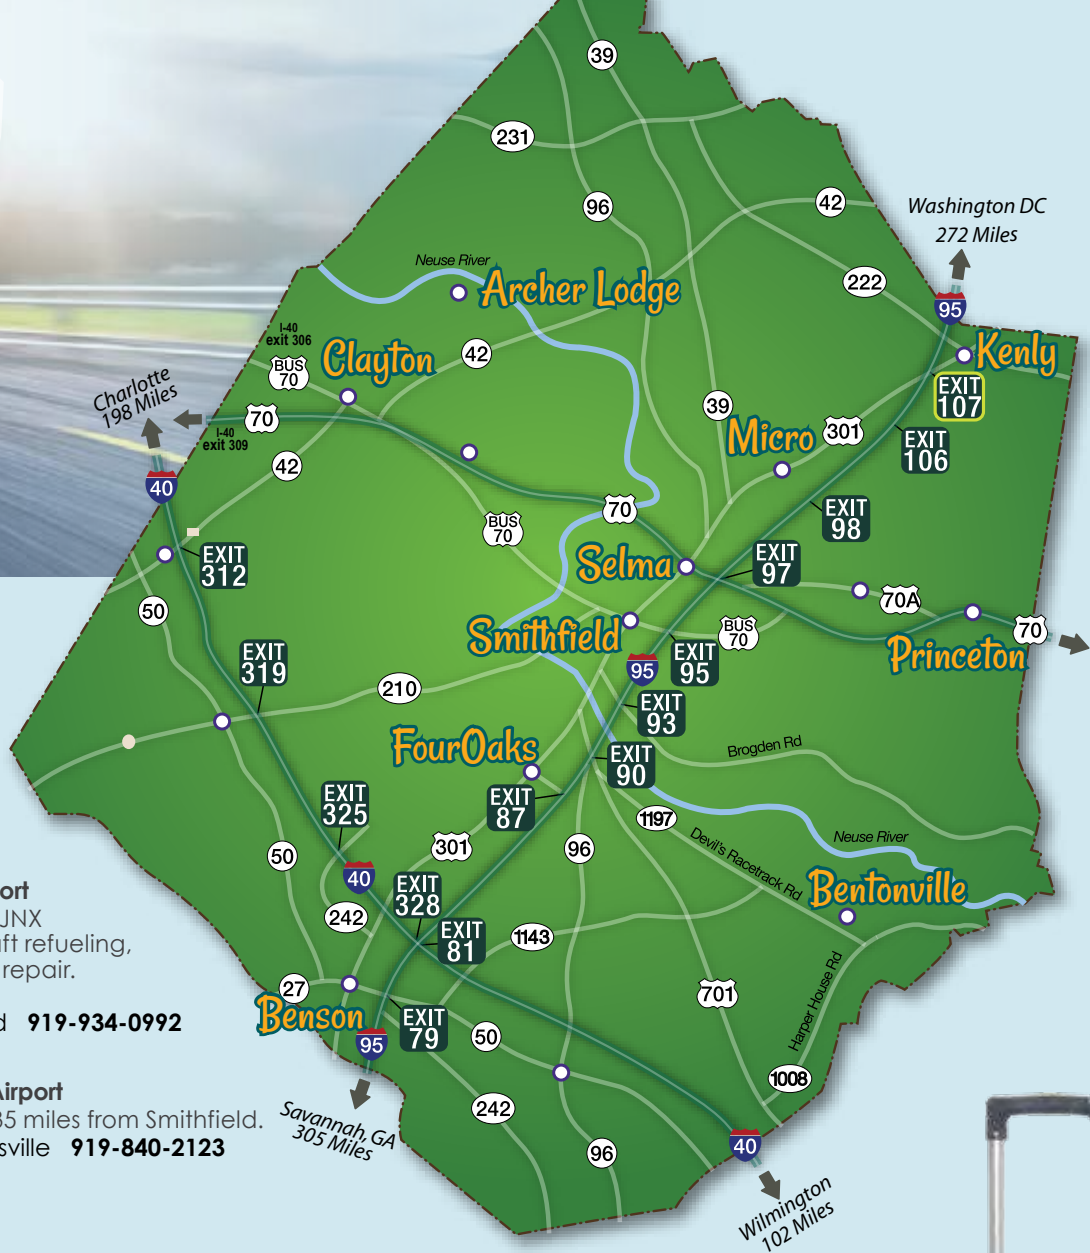 39
231
96
42
Washington DC
272 Miles
Neuse River
222
Archer Lodge
95
I-40
exit 306
Clayton
42
Kenly
BUS
70
EXIT
107
Charlotte
198 Miles
70
I-40
exit 309
39
Micro
301
EXIT
106
42
40
EXIT
98
70
BUS
70
Selma
EXIT
97
EXIT
312
70A
50
Smithfield
BUS
70
70
Princeton
EXIT
319
95
EXIT
95
210
EXIT
93
FourOaks
Brogden Rd
EXIT
90
EXIT
325
EXIT
87
1197
Neuse River
301
96
Devil's Racetrack Rd
50
40
Bentonville
EXIT
328
242
EXIT
81
1143
27
701
Harper House Rd
Benson
EXIT
79
95
50
1008
242
Savannah, GA
305 Miles
96
40
Wilmington
102 Miles
ort
JNX
ft refueling,
repair.
d 919-934-0992
Airport
35 miles from Smithfield.
sville 919-840-2123